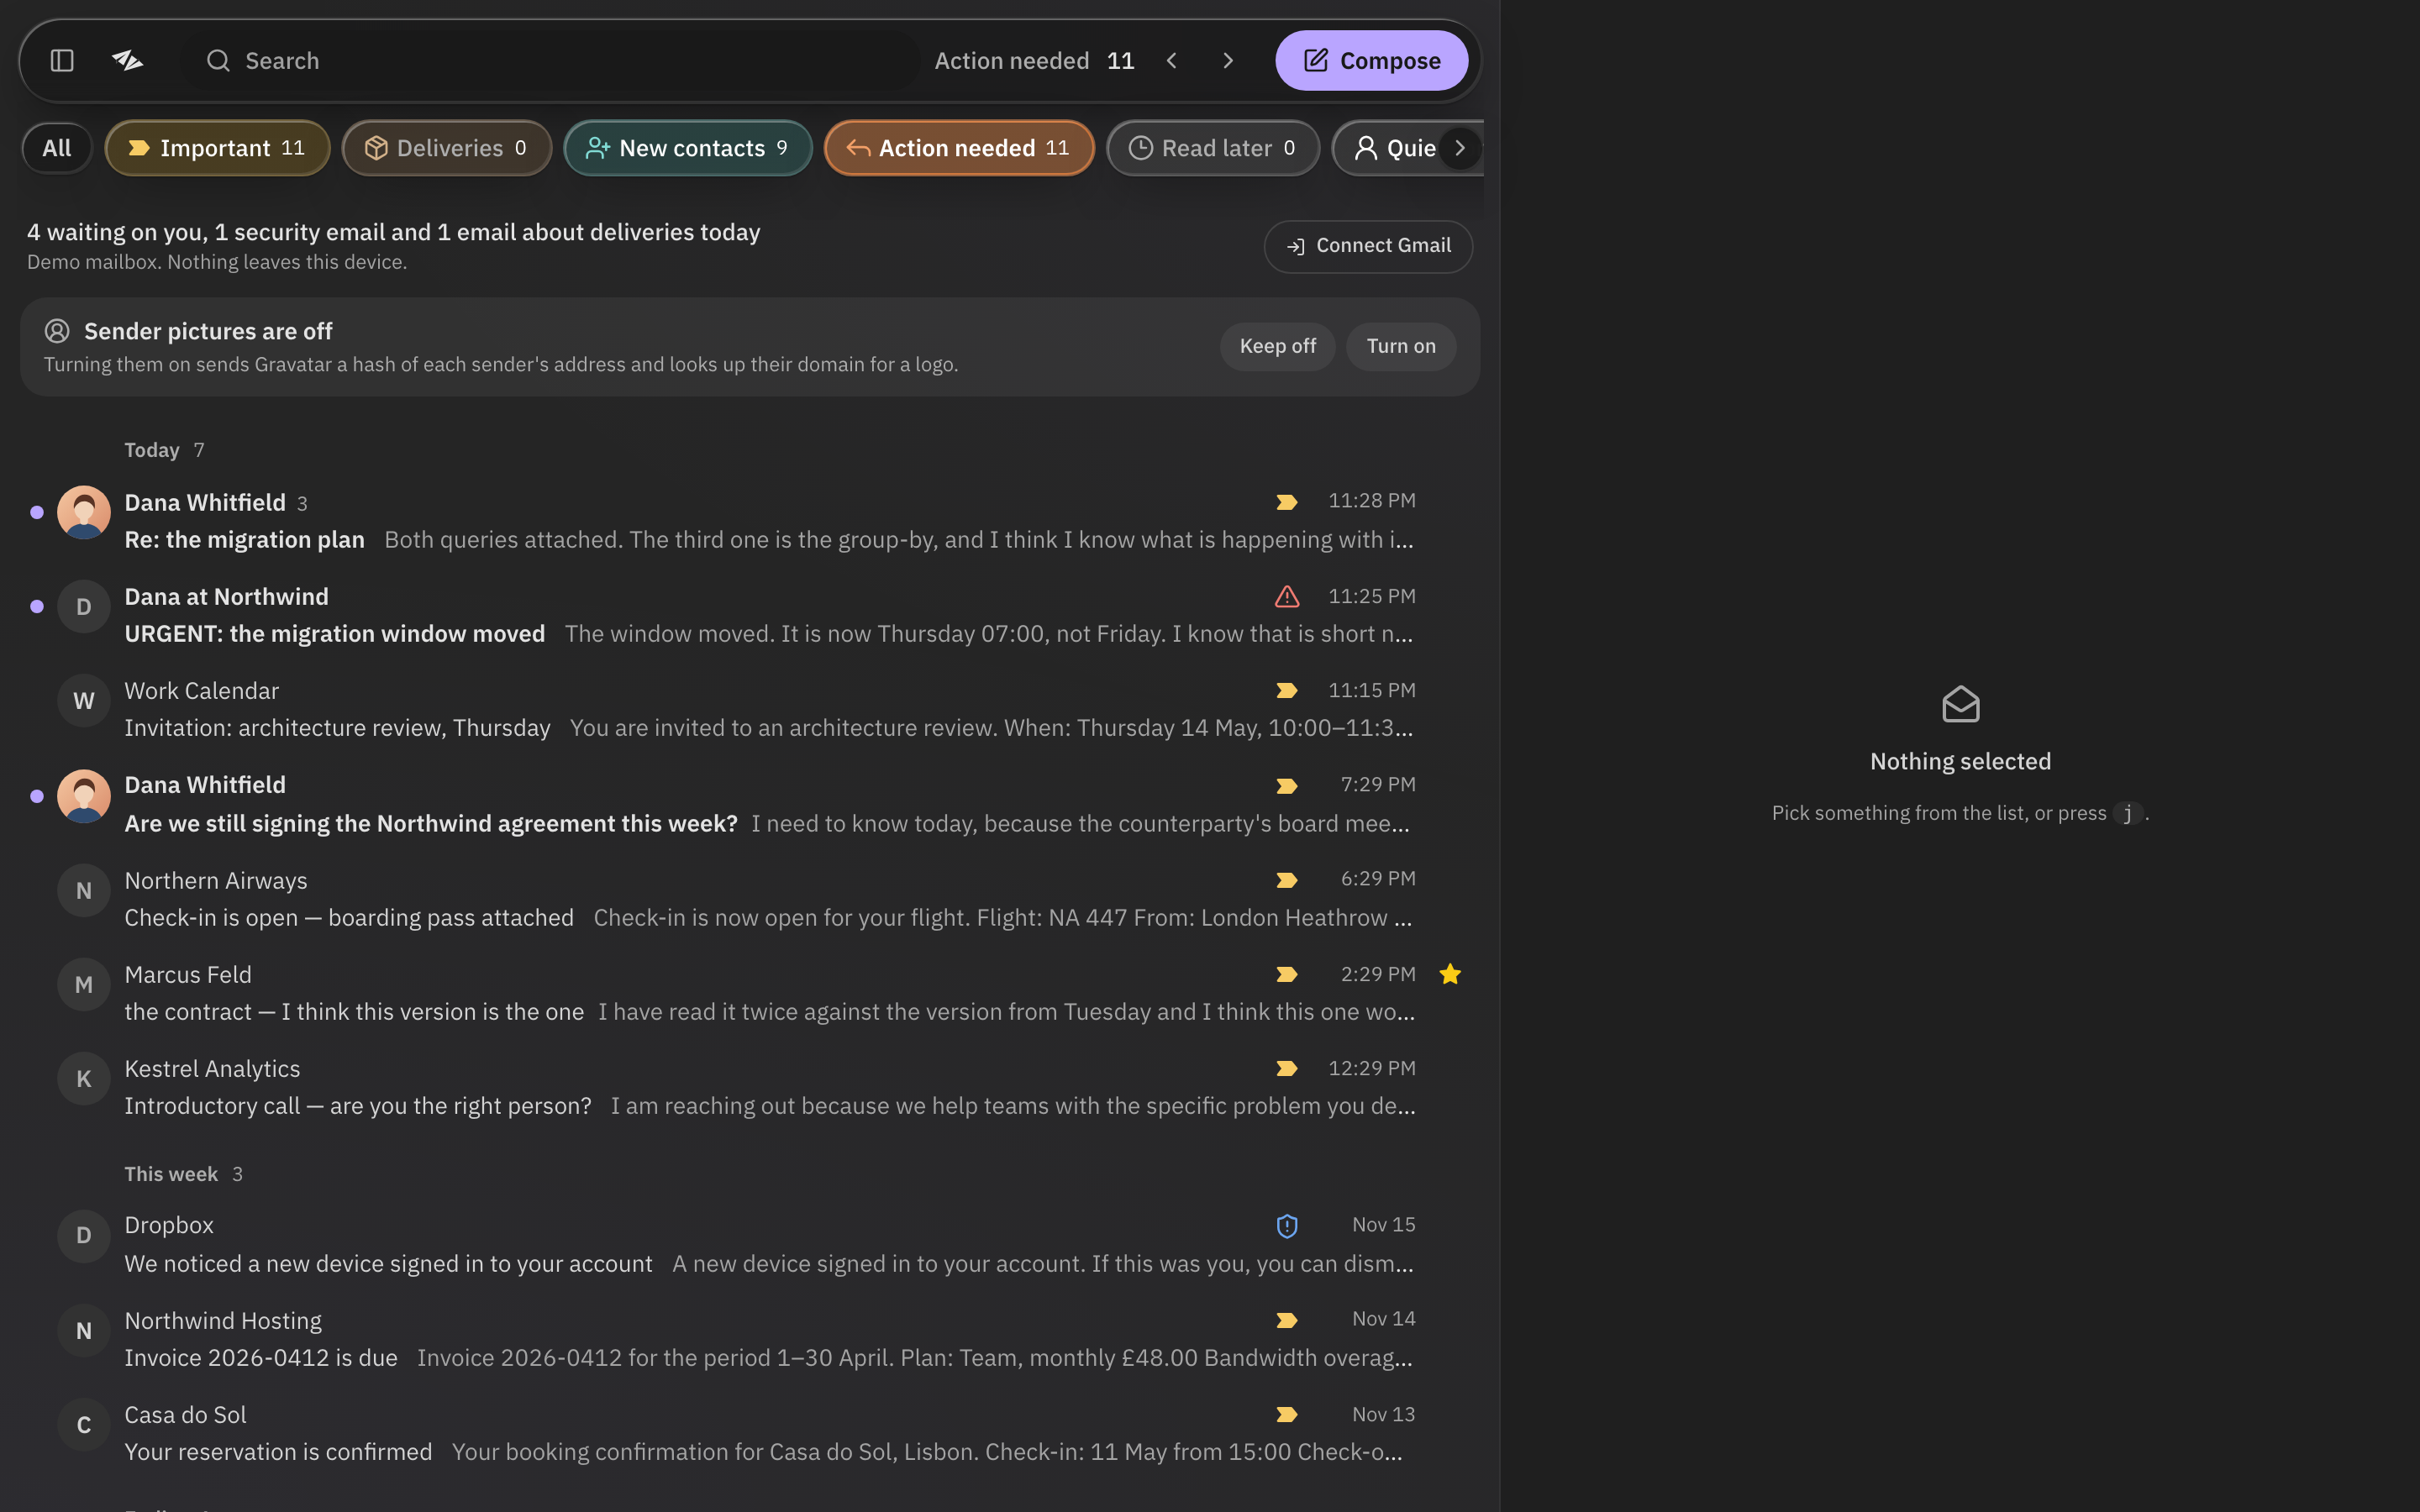 Search
Action needed 11
Compose
All
Important 11
Deliveries 0
New contacts 9
Action needed 11
Read later 0
Quie
4 waiting on you, 1 security email and 1 email about deliveries today
Demo mailbox. Nothing leaves this device.
Connect Gmail
Sender pictures are off
Turning them on sends Gravatar a hash of each sender's address and looks up their domain for a logo.
Keep off
Turn on
Today 7
Dana Whitfield 3
11:28 PM
Re: the migration plan Both queries attached. The third one is the group-by, and I think I know what is happening with i...
D
Dana at Northwind
11:25 PM
URGENT: the migration window moved The window moved. It is now Thursday 07:00, not Friday. I know that is short n...
W
Work Calendar
11:15 PM
Invitation: architecture review, Thursday You are invited to an architecture review. When: Thursday 14 May, 10:00–11:3...
Dana Whitfield
7:29 PM
Are we still signing the Northwind agreement this week? I need to know today, because the counterparty's board mee...
N
Northern Airways
6:29 PM
Check-in is open — boarding pass attached Check-in is now open for your flight. Flight: NA 447 From: London Heathrow ...
M
Marcus Feld
2:29 PM
the contract — I think this version is the one I have read it twice against the version from Tuesday and I think this one wo...
K
Kestrel Analytics
12:29 PM
Introductory call — are you the right person? I am reaching out because we help teams with the specific problem you de...
This week 3
D
Dropbox
Nov 15
We noticed a new device signed in to your account A new device signed in to your account. If this was you, you can dism...
N
Northwind Hosting
Nov 14
Invoice 2026-0412 is due Invoice 2026-0412 for the period 1–30 April. Plan: Team, monthly £48.00 Bandwidth overag...
C
Casa do Sol
Nov 13
Your reservation is confirmed Your booking confirmation for Casa do Sol, Lisbon. Check-in: 11 May from 15:00 Check-o...
Nothing selected
Pick something from the list, or press j.